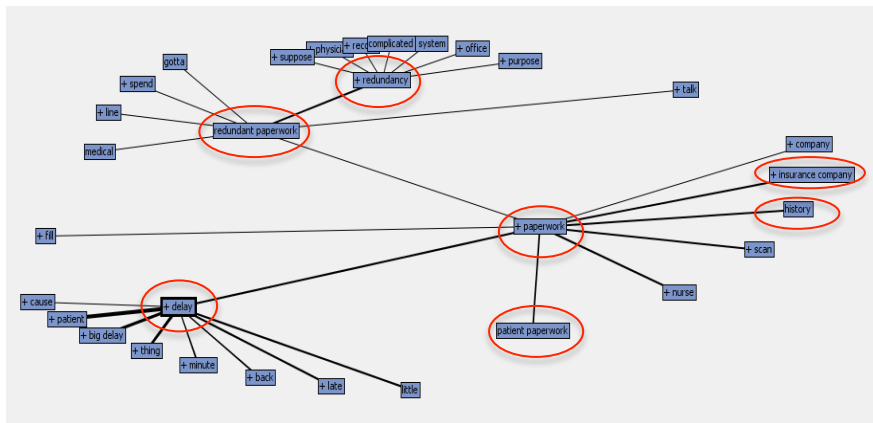 complicated
system
+ office
gotta
+ suppose
+ purpose
+ redundancy
+ spend
+ talk
+ line
redundant paperwork
+ company
medical
+ insurance company
history
+ paperwork
+ fill
+ scan
+ nurse
+ cause
+ delay
+ patient
patient paperwork
+ big delay
+ thing
+ minute
+ back
+ late
little